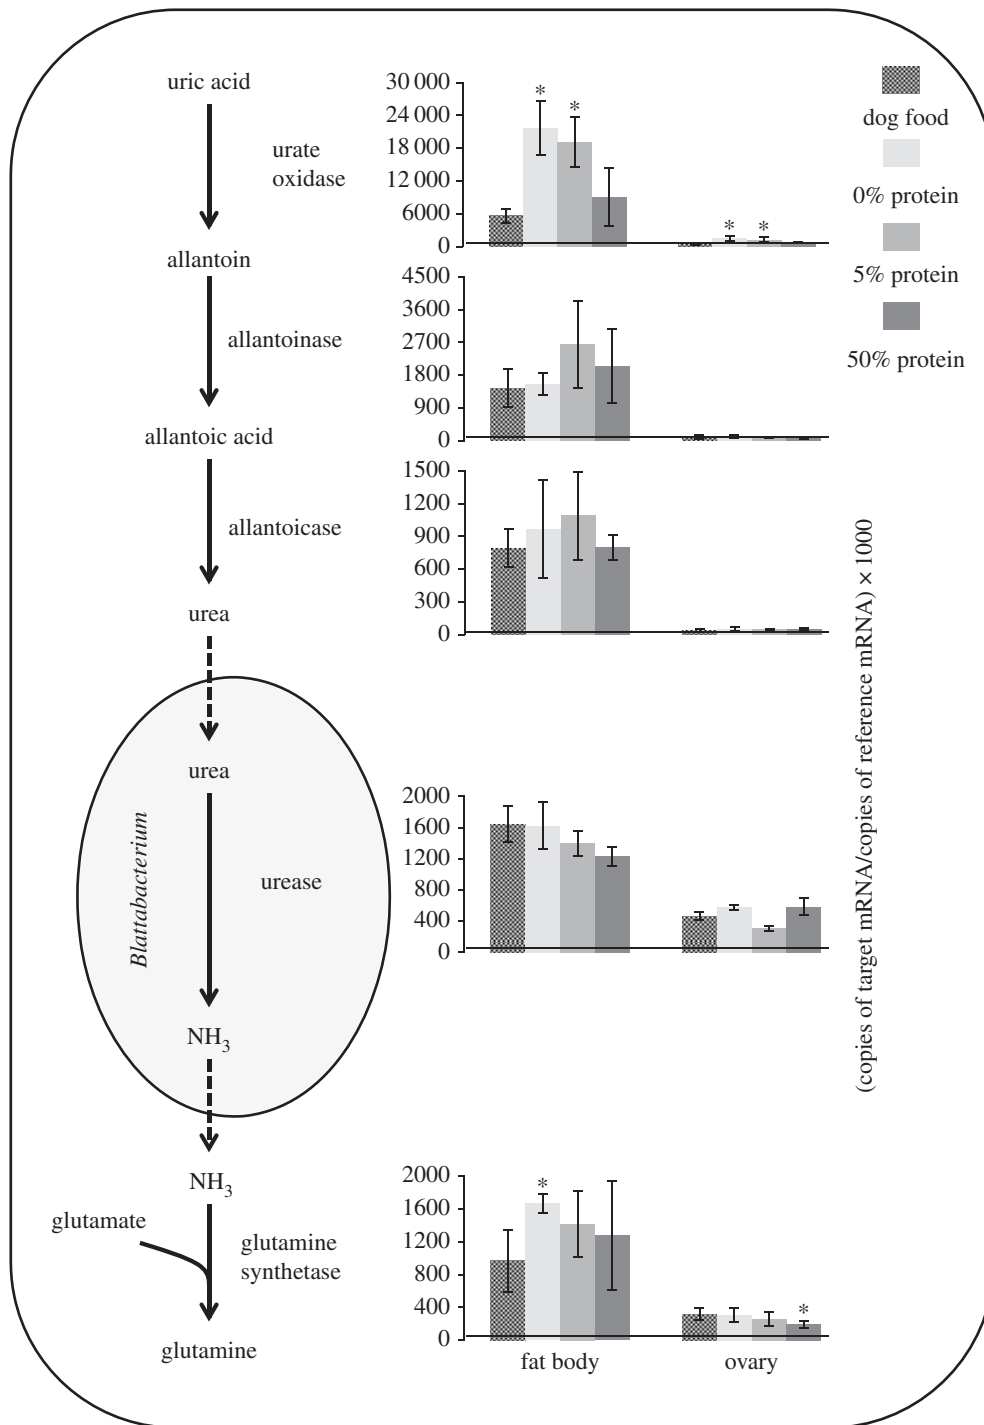 uric acid
urate
oxidase
allantoin
allantoinase
allantoic acid
allantoicase
urea
urea
Blattabacterium
urease
NH3
NH3
glutamate
glutamine
synthetase
glutamine
30 000
24 000
18 000
12 000
6000
0
* *
* *
4500
3600
2700
1800
900
0
1500
1200
900
600
300
0
2000
1600
1200
800
400
0
2000
1600
1200
800
400
0
*
*
fat body
ovary
dog food
0% protein
5% protein
50% protein
(copies of target mRNA/copies of reference mRNA) × 1000